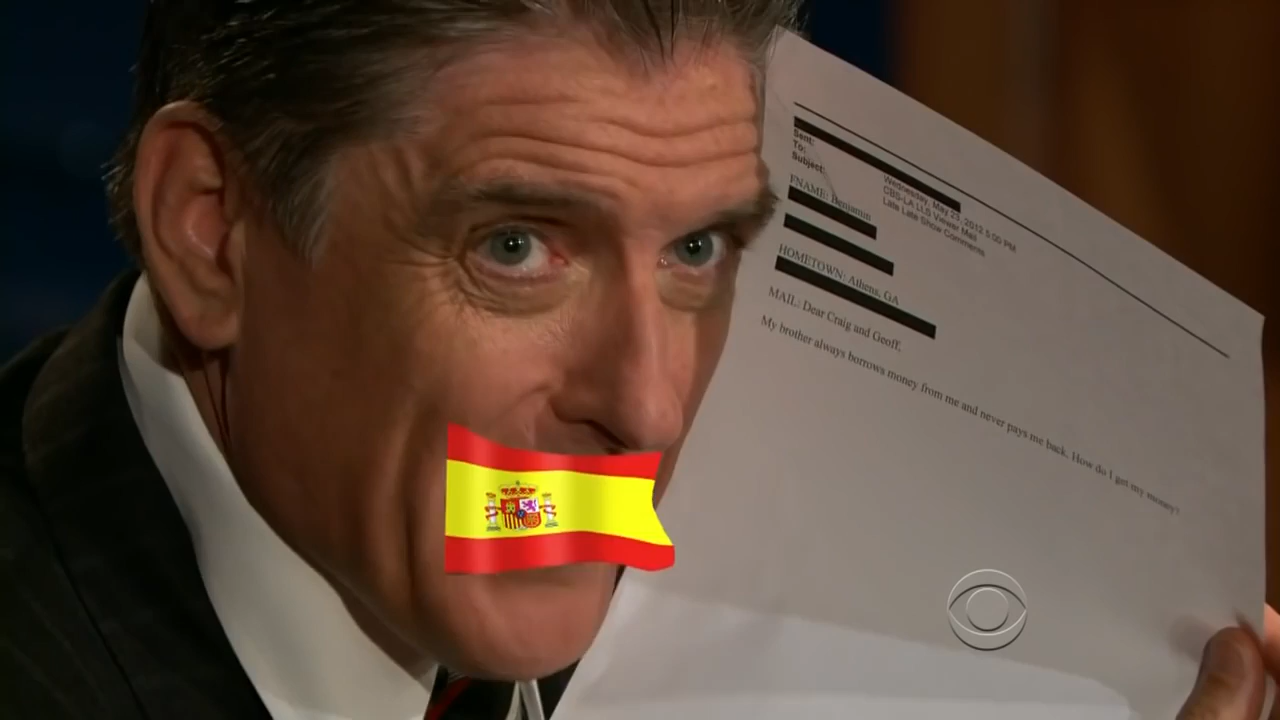 Sent:
To:
Subject:
Wednesday, May 23, 2012 5:00 PM
CBS-LA LLS Viewer Mail
Late Late Show Comments
FNAME: Benjamin
HOMETOWN: Athens, GA
MAIL: Dear Craig and Geoff,
My brother always borrows money from me and never pays me back. How do I get my money?